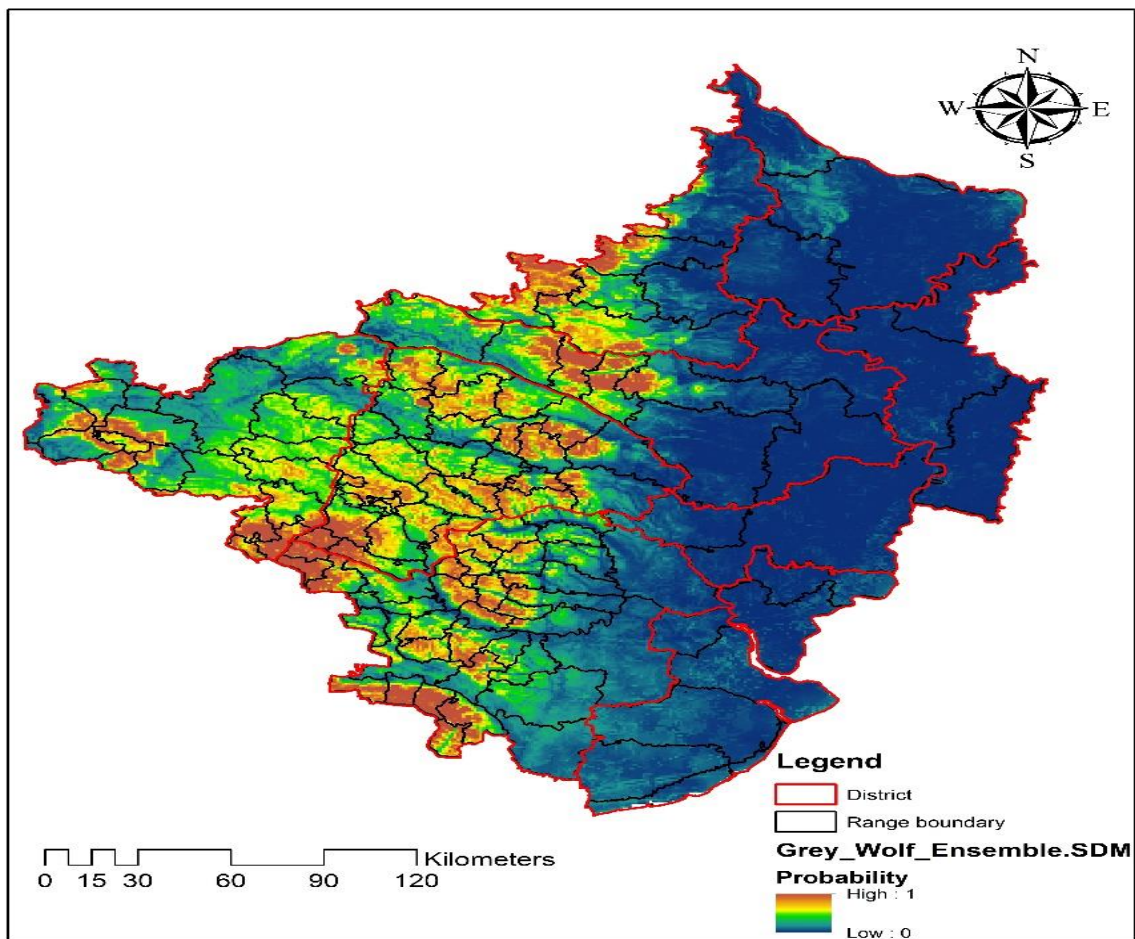 N
W E
S
Legend
District
Range boundary
Grey_Wolf_Ensemble.SDM
Probability
High : 1
Low : 0
Kilometers
0 15 30 60 90 120